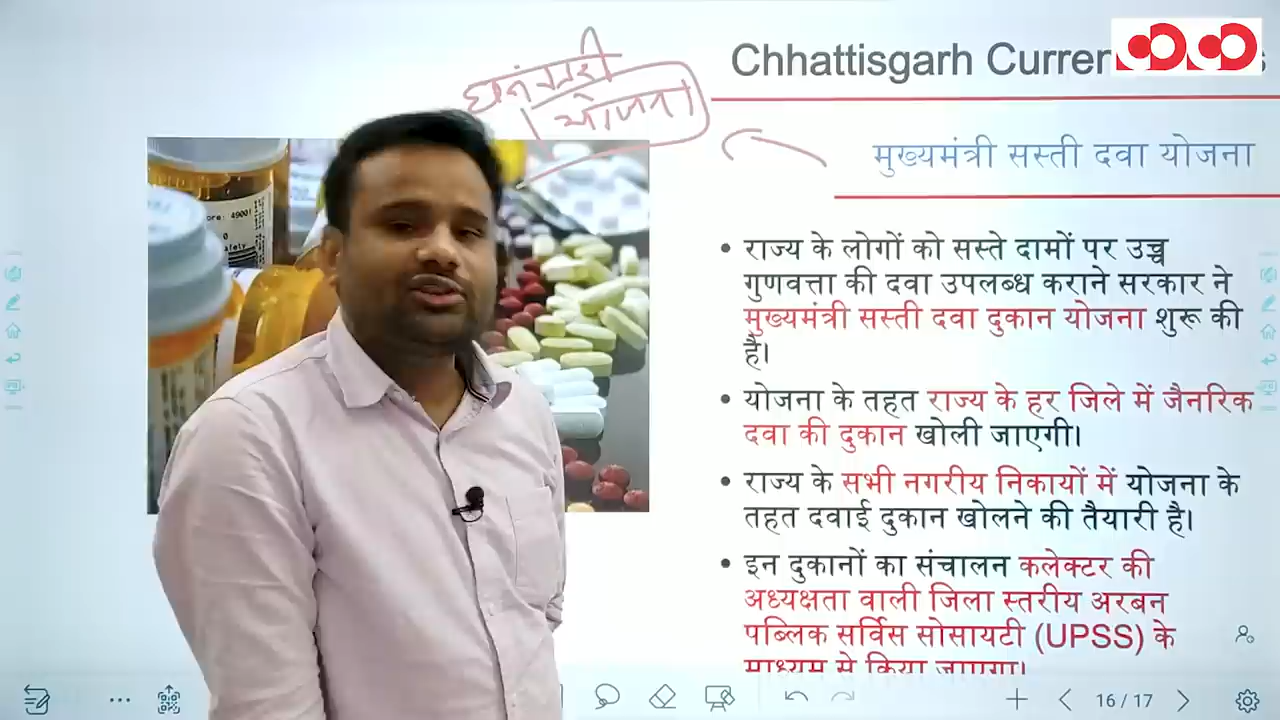 Chhattisgarh Curren
योजना
मुख्यमंत्री सस्ती दवा योजना
• राज्य के लोगों को सस्ते दामों पर उच्च
गुणवत्ता की दवा उपलब्ध कराने सरकार ने
मुख्यमंत्री सस्ती दवा दुकान योजना शुरू की
है।
• योजना के तहत राज्य के हर जिले में जैनरिक
दवा की दुकान खोली जाएगी।
• राज्य के सभी नगरीय निकायों में योजना के
तहत दवाई दुकान खोलने की तैयारी है।
• इन दुकानों का संचालन कलेक्टर की
अध्यक्षता वाली जिला स्तरीय अरबन
पब्लिक सर्विस सोसायटी (UPSS) के
माध्यम से किया जाएगा।
16 / 17